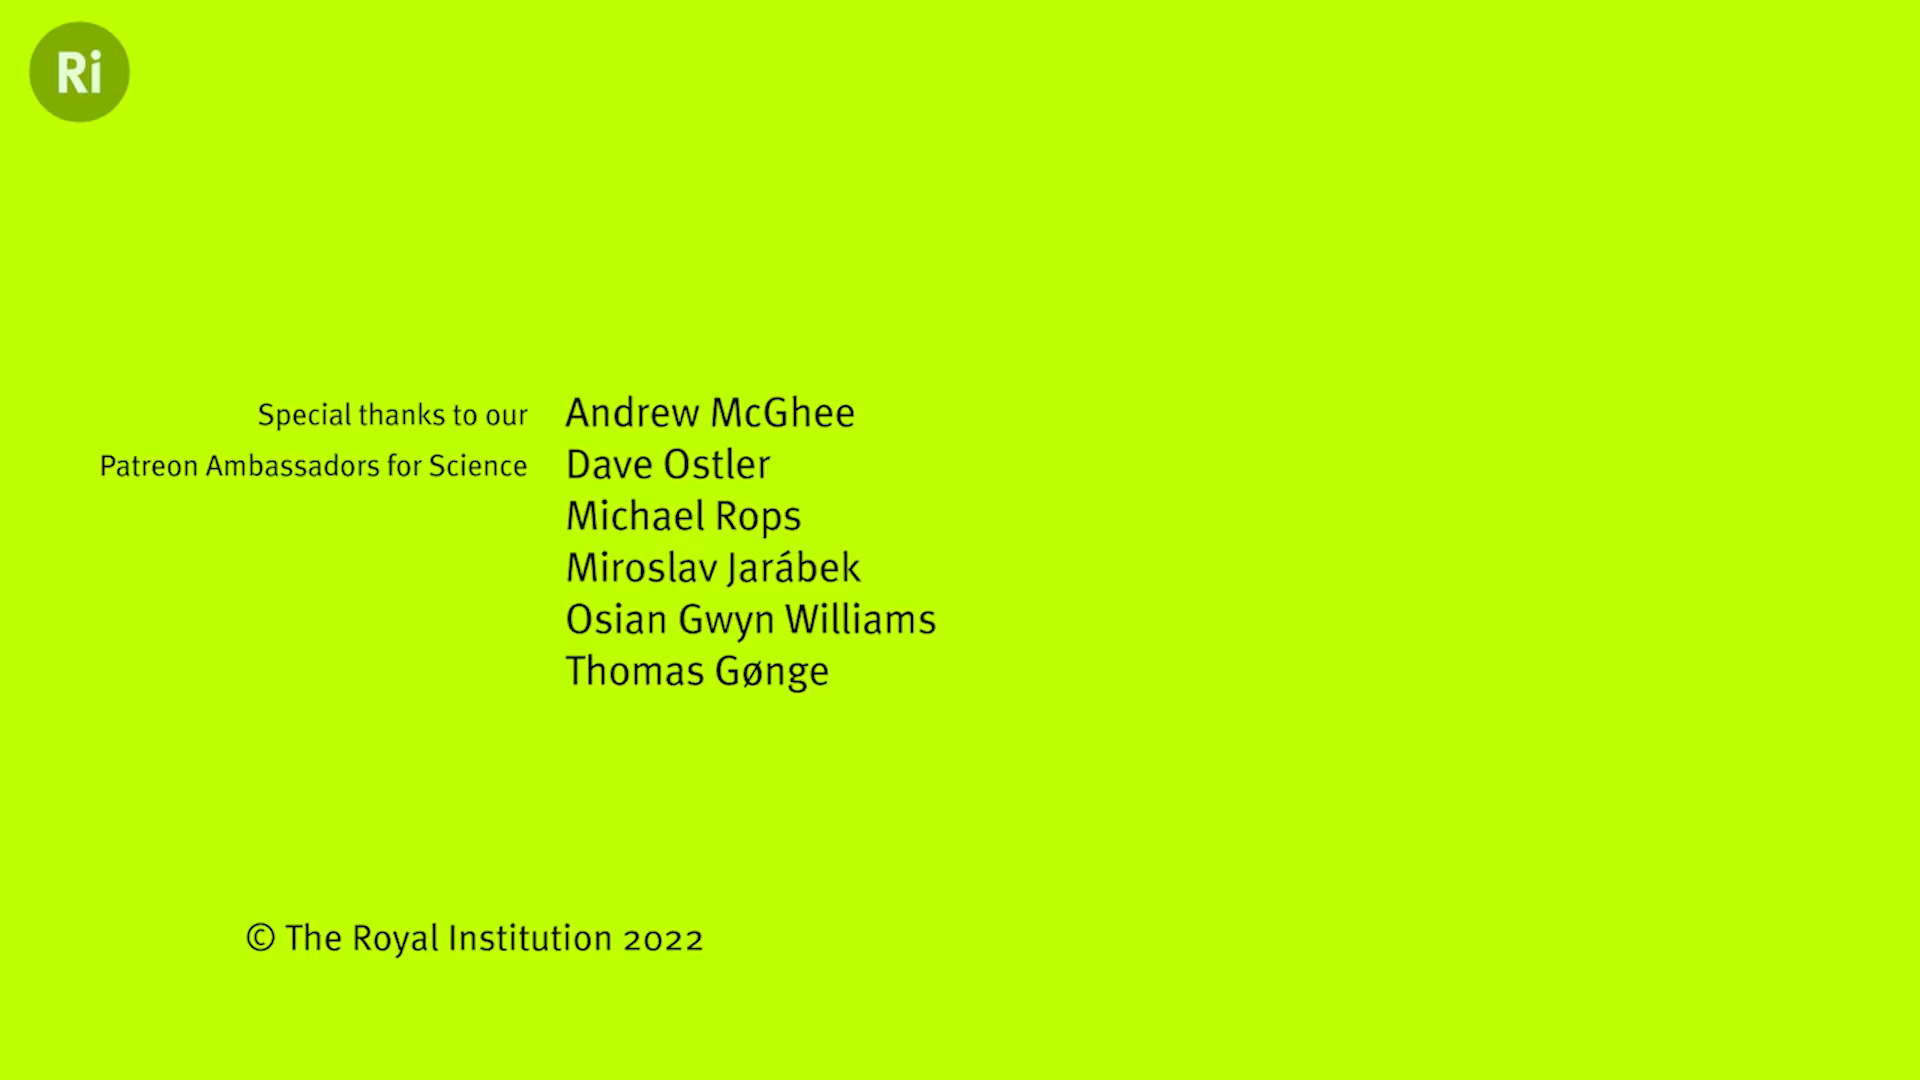 Ri
Special thanks to our
Patreon Ambassadors for Science
Andrew McGhee
Dave Ostler
Michael Rops
Miroslav Jarábek
Osian Gwyn Williams
Thomas Gønge
© The Royal Institution 2022